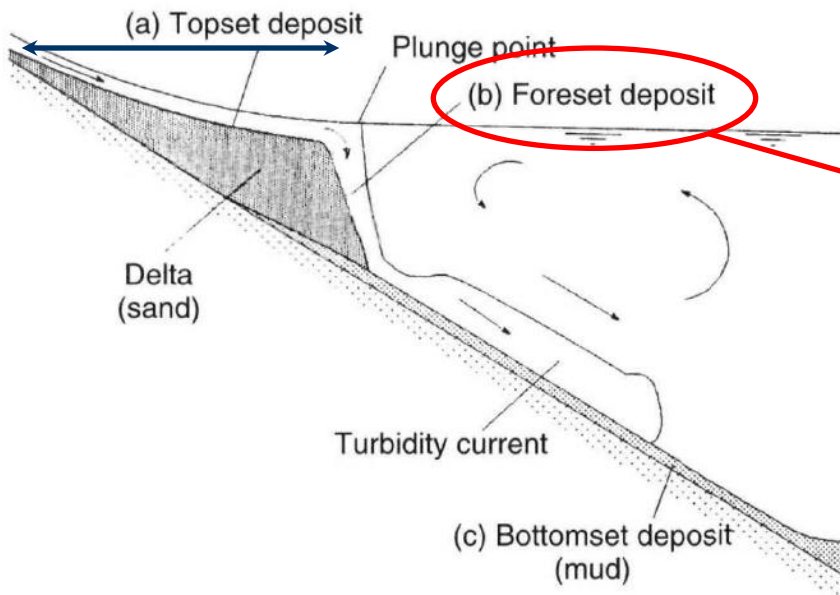 (a) Topset deposit
Plunge point
(b) Foreset deposit
Delta
(sand)
Turbidity current
(c) Bottomset deposit
(mud)